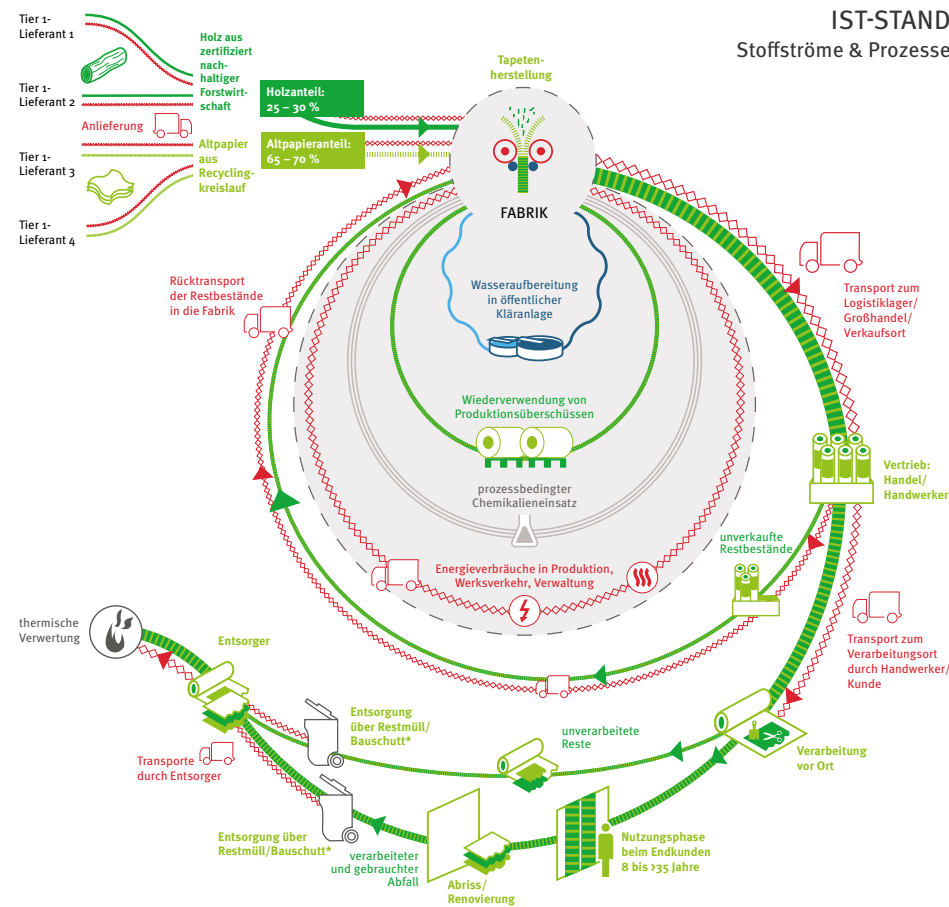 IST-STAND
Stoffströme & Prozesse
Tier 1-
Lieferant 1
Tier 1-
Lieferant 2
Anlieferung
Tier 1-
Lieferant 3
Tier 1-
Lieferant 4
Holz aus
zertifiziert
nach-
haltiger
Forstwirt-
schaft
Altpapier
aus
Recycling-
kreislauf
Holzanteil:
25 – 30 %
Altpapieranteil:
65 – 70 %
Tapeten-
herstellung
FABRIK
Wasseraufbereitung
in öffentlicher
Kläranlage
Wiederverwendung von
Produktionsüberschüssen
prozessbedingter
Chemikalieneinsatz
Energieverbräuche in Produktion,
Werksverkehr, Verwaltung
Rücktransport
der Restbestände
in die Fabrik
Transport zum
Logistiklager/
Großhandel/
Verkaufsort
Vertrieb:
Handel/
Handwerker
unverkaufte
Restbestände
Transport zum
Verarbeitungsort
durch Handwerker/
Kunde
Verarbeitung
vor Ort
unverarbeitete
Reste
Nutzungsphase
beim Endkunden
8 bis >35 Jahre
Abriss/
Renovierung
verarbeiteter
und gebrauchter
Abfall
Entsorgung
über Restmüll/
Bauschutt*
Entsorgung über
Restmüll/Bauschutt*
Transporte
durch Entsorger
Entsorger
thermische
Verwertung